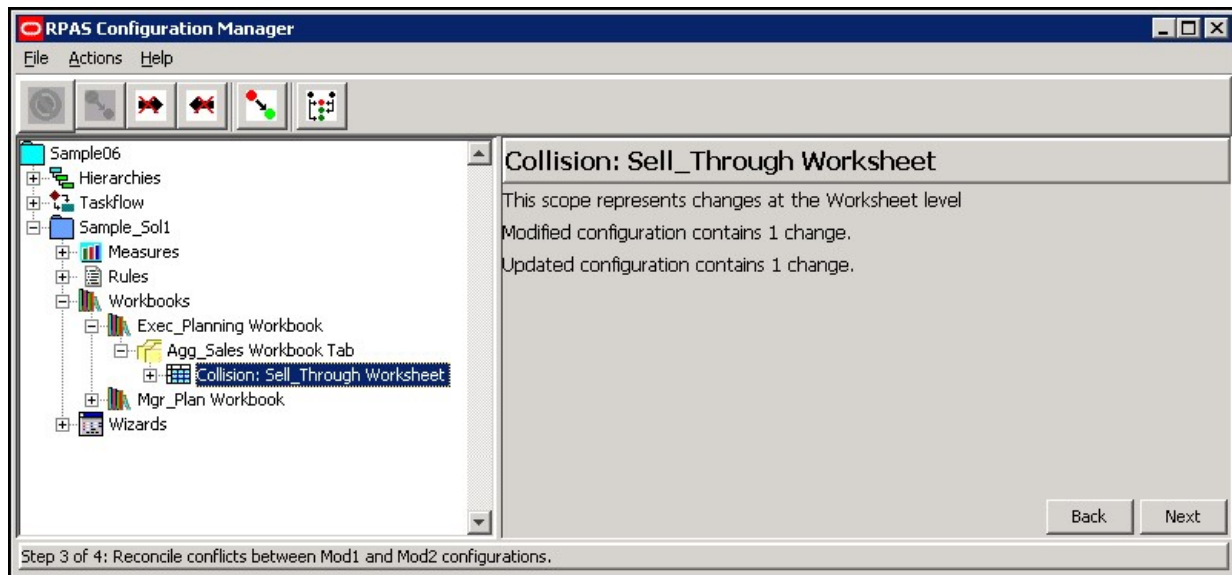 RPAS Configuration Manager
File Actions Help
Sample06
Hierarchies
Taskflow
Sample_Sol1
Measures
Rules
Workbooks
Exec_Planning Workbook
Agg_Sales Workbook Tab
Collision: Sell_Through Worksheet
Mgr_Plan Workbook
Wizards
Collision: Sell_Through Worksheet
This scope represents changes at the Worksheet level
Modified configuration contains 1 change.
Updated configuration contains 1 change.
Back Next
Step 3 of 4: Reconcile conflicts between Mod1 and Mod2 configurations.